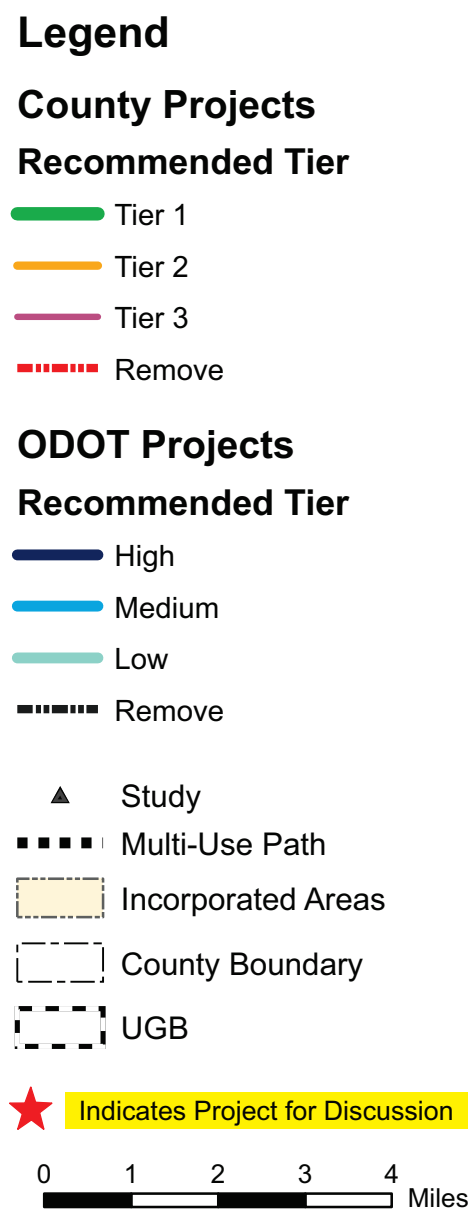 Legend
County Projects
Recommended Tier
Tier 1
Tier 2
Tier 3
Remove
ODOT Projects
Recommended Tier
High
Medium
Low
Remove
Study
Multi-Use Path
Incorporated Areas
County Boundary
UGB
Indicates Project for Discussion
0 1 2 3 4
Miles